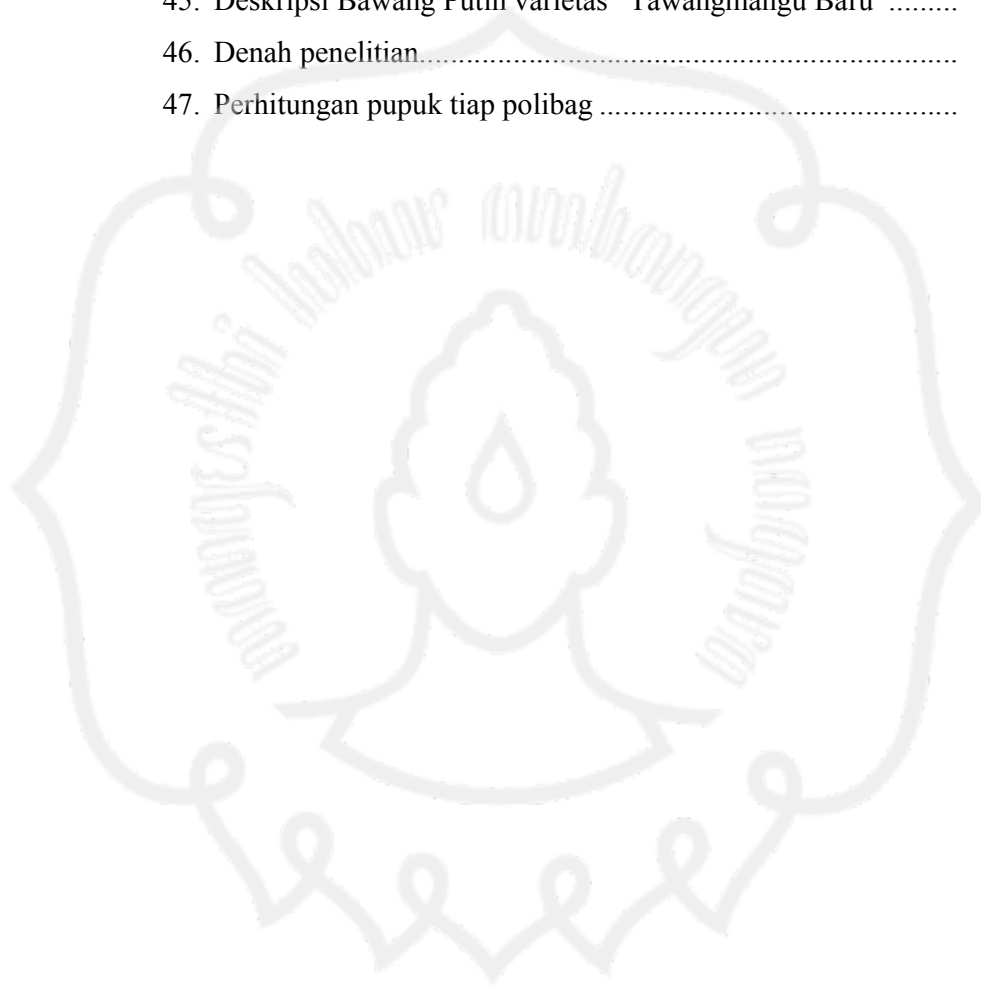 45. Deskripsi Bawang Putih varietas “Tawangmangu Baru” .........
46. Denah penelitian.....................................................................
47. Perhitungan pupuk tiap polibag ..............................................